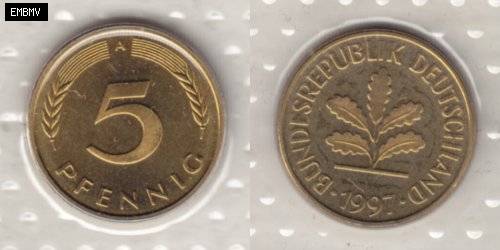 EMBMV
A
5
PFENNIG
BUNDESREPUBLIK DEUTSCHLAND
1997